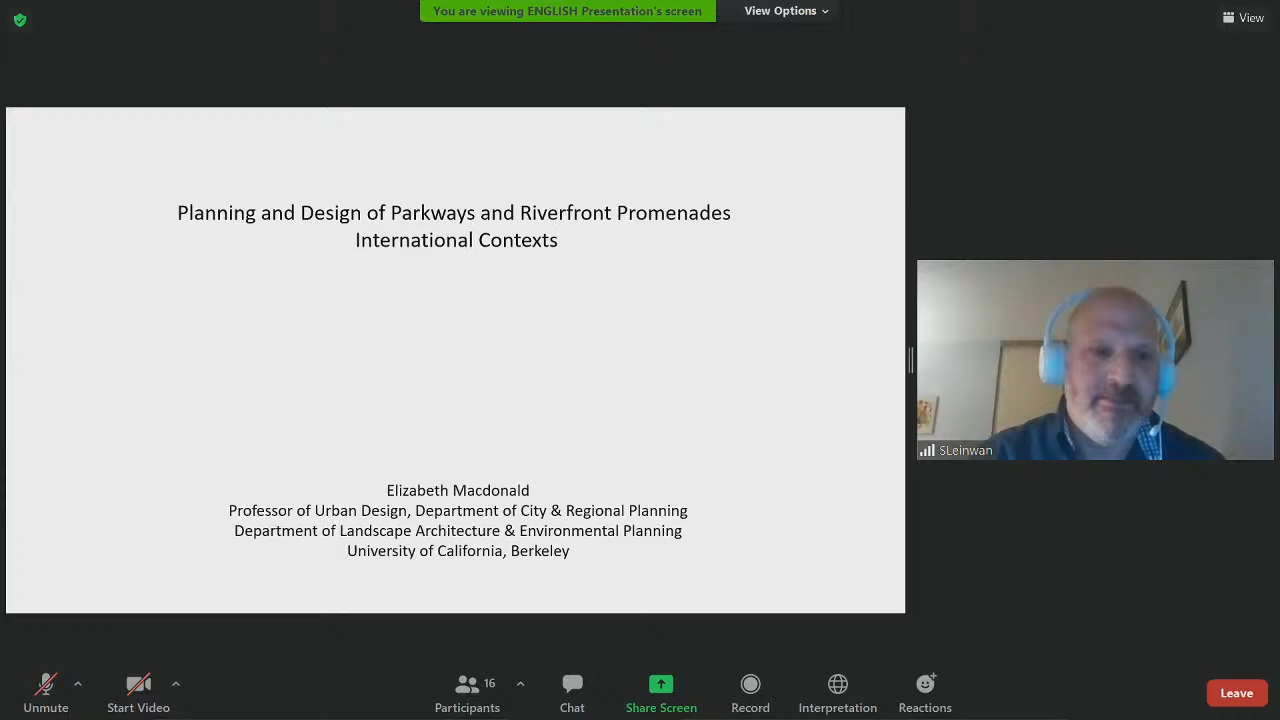 You are viewing ENGLISH Presentation's screen
View Options
View
Planning and Design of Parkways and Riverfront Promenades
International Contexts
Elizabeth Macdonald
Professor of Urban Design, Department of City & Regional Planning
Department of Landscape Architecture & Environmental Planning
University of California, Berkeley
SLeinwan
Unmute
Start Video
16
Participants
Chat
Share Screen
Record
Interpretation
Reactions
Leave